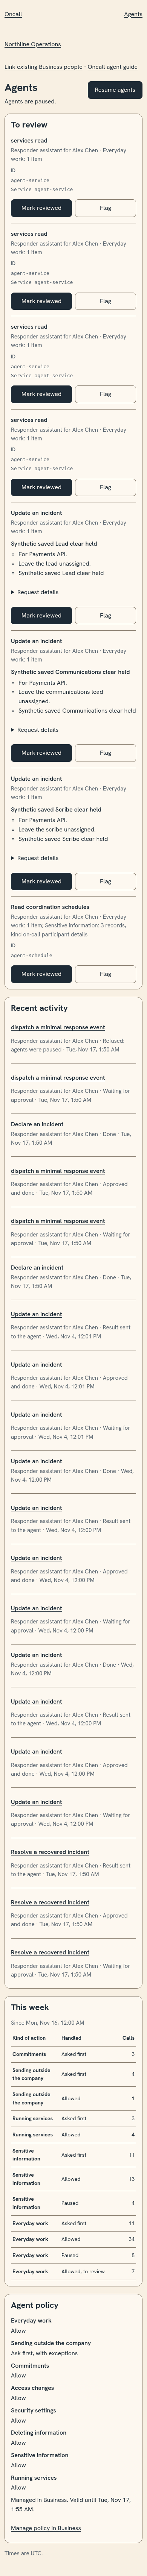 Oncall Agents
Northline Operations
Link existing Business people · Oncall agent guide
Agents
Resume agents
Agents are paused.
To review
services read
Responder assistant for Alex Chen · Everyday
work: 1 item
ID
agent-service
Service agent-service
Mark reviewed Flag
services read
Responder assistant for Alex Chen · Everyday
work: 1 item
ID
agent-service
Service agent-service
Mark reviewed Flag
services read
Responder assistant for Alex Chen · Everyday
work: 1 item
ID
agent-service
Service agent-service
Mark reviewed Flag
services read
Responder assistant for Alex Chen · Everyday
work: 1 item
ID
agent-service
Service agent-service
Mark reviewed Flag
Update an incident
Responder assistant for Alex Chen · Everyday
work: 1 item
Synthetic saved Lead clear held
For Payments API.
Leave the lead unassigned.
Synthetic saved Lead clear held
Request details
Mark reviewed Flag
Update an incident
Responder assistant for Alex Chen · Everyday
work: 1 item
Synthetic saved Communications clear held
For Payments API.
Leave the communications lead
unassigned.
Synthetic saved Communications clear held
Request details
Mark reviewed Flag
Update an incident
Responder assistant for Alex Chen · Everyday
work: 1 item
Synthetic saved Scribe clear held
For Payments API.
Leave the scribe unassigned.
Synthetic saved Scribe clear held
Request details
Mark reviewed Flag
Read coordination schedules
Responder assistant for Alex Chen · Everyday
work: 1 item; Sensitive information: 3 records,
kind on-call participant details
ID
agent-schedule
Mark reviewed Flag
Recent activity
dispatch a minimal response event
Responder assistant for Alex Chen · Refused:
agents were paused · Tue, Nov 17, 1:50 AM
dispatch a minimal response event
Responder assistant for Alex Chen · Waiting for
approval · Tue, Nov 17, 1:50 AM
Declare an incident
Responder assistant for Alex Chen · Done · Tue,
Nov 17, 1:50 AM
dispatch a minimal response event
Responder assistant for Alex Chen · Approved
and done · Tue, Nov 17, 1:50 AM
dispatch a minimal response event
Responder assistant for Alex Chen · Waiting for
approval · Tue, Nov 17, 1:50 AM
Declare an incident
Responder assistant for Alex Chen · Done · Tue,
Nov 17, 1:50 AM
Update an incident
Responder assistant for Alex Chen · Result sent
to the agent · Wed, Nov 4, 12:01 PM
Update an incident
Responder assistant for Alex Chen · Approved
and done · Wed, Nov 4, 12:01 PM
Update an incident
Responder assistant for Alex Chen · Waiting for
approval · Wed, Nov 4, 12:01 PM
Update an incident
Responder assistant for Alex Chen · Done · Wed,
Nov 4, 12:00 PM
Update an incident
Responder assistant for Alex Chen · Result sent
to the agent · Wed, Nov 4, 12:00 PM
Update an incident
Responder assistant for Alex Chen · Approved
and done · Wed, Nov 4, 12:00 PM
Update an incident
Responder assistant for Alex Chen · Waiting for
approval · Wed, Nov 4, 12:00 PM
Update an incident
Responder assistant for Alex Chen · Done · Wed,
Nov 4, 12:00 PM
Update an incident
Responder assistant for Alex Chen · Result sent
to the agent · Wed, Nov 4, 12:00 PM
Update an incident
Responder assistant for Alex Chen · Approved
and done · Wed, Nov 4, 12:00 PM
Update an incident
Responder assistant for Alex Chen · Waiting for
approval · Wed, Nov 4, 12:00 PM
Resolve a recovered incident
Responder assistant for Alex Chen · Result sent
to the agent · Tue, Nov 17, 1:50 AM
Resolve a recovered incident
Responder assistant for Alex Chen · Approved
and done · Tue, Nov 17, 1:50 AM
Resolve a recovered incident
Responder assistant for Alex Chen · Waiting for
approval · Tue, Nov 17, 1:50 AM
This week
Since Mon, Nov 16, 12:00 AM
Kind of action Handled Calls
Commitments Asked first 3
Sending outside
the company Asked first 4
Sending outside
the company Allowed 1
Running services Asked first 3
Running services Allowed 4
Sensitive
information Asked first 11
Sensitive
information Allowed 13
Sensitive
information Paused 4
Everyday work Asked first 11
Everyday work Allowed 34
Everyday work Paused 8
Everyday work Allowed, to review 7
Agent policy
Everyday work
Allow
Sending outside the company
Ask first, with exceptions
Commitments
Allow
Access changes
Allow
Security settings
Allow
Deleting information
Allow
Sensitive information
Allow
Running services
Allow
Managed in Business. Valid until Tue, Nov 17,
1:55 AM.
Manage policy in Business
Times are UTC.